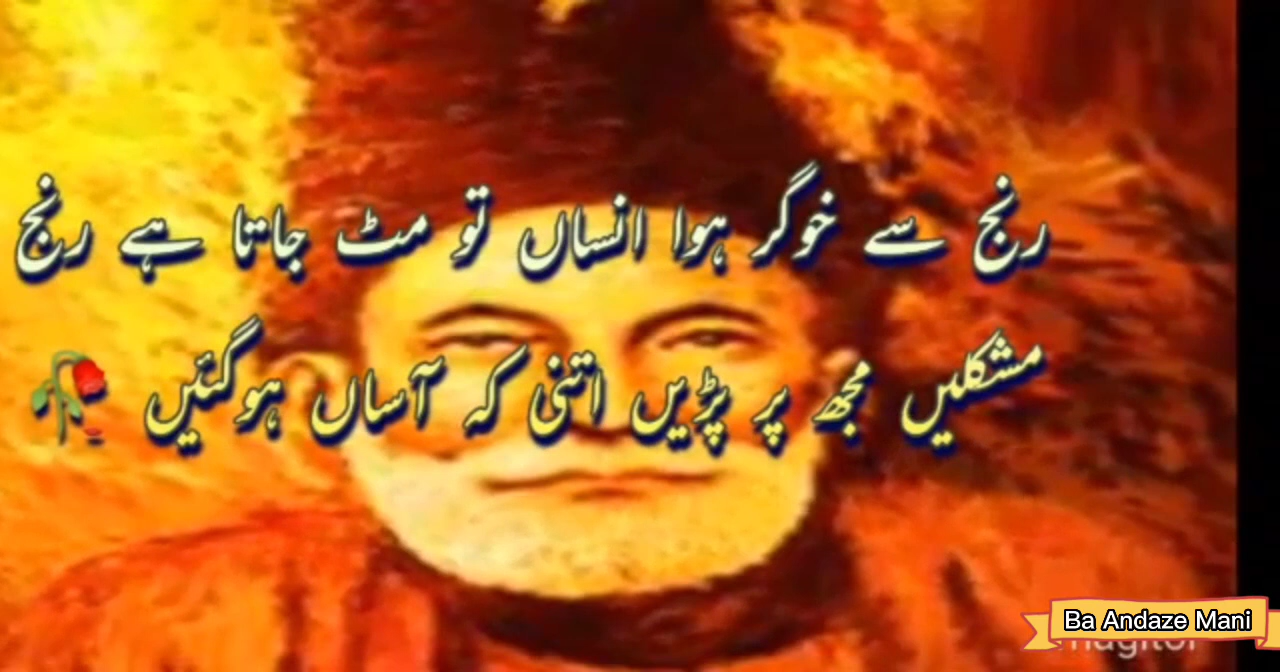 رنج سے خوگر ہوا انساں تو مٹ جاتا ہے رنج
مشکلیں مجھ پر پڑیں اتنی کہ آساں ہوگئیں
Ba Andaze Mani